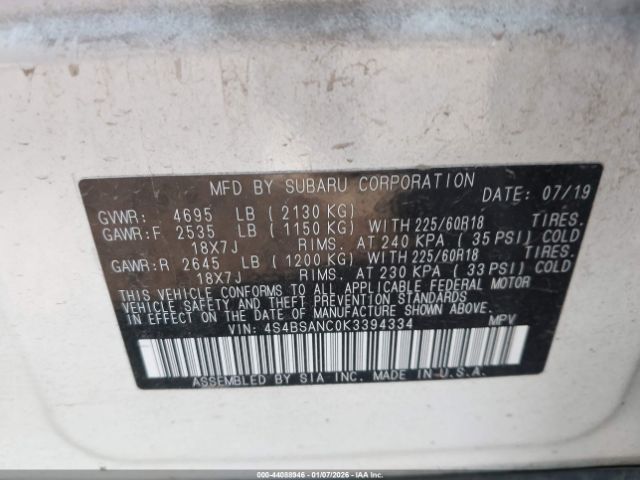 MFD BY SUBARU CORPORATION DATE: 07/19
GVWR: 4695 LB ( 2130 KG)
GAWR:F 2535 LB ( 1150 KG) WITH 225/60R18 TIRES.
18X7J RIMS. AT 240 KPA ( 35 PSI) COLD
GAWR:R 2645 LB ( 1200 KG) WITH 225/60R18 TIRES.
18X7J RIMS. AT 230 KPA ( 33 PSI) COLD
THIS VEHICLE CONFORMS TO ALL APPLICABLE FEDERAL MOTOR
VEHICLE SAFETY AND THEFT PREVENTION STANDARDS
IN EFFECT ON THE DATE OF MANUFACTURE SHOWN ABOVE.
VIN: 4S4BSANC0K3394334 MPV
ASSEMBLED BY SIA INC. MADE IN U.S.A.
000-44088946 - 01/07/2026 - IAAI.COM